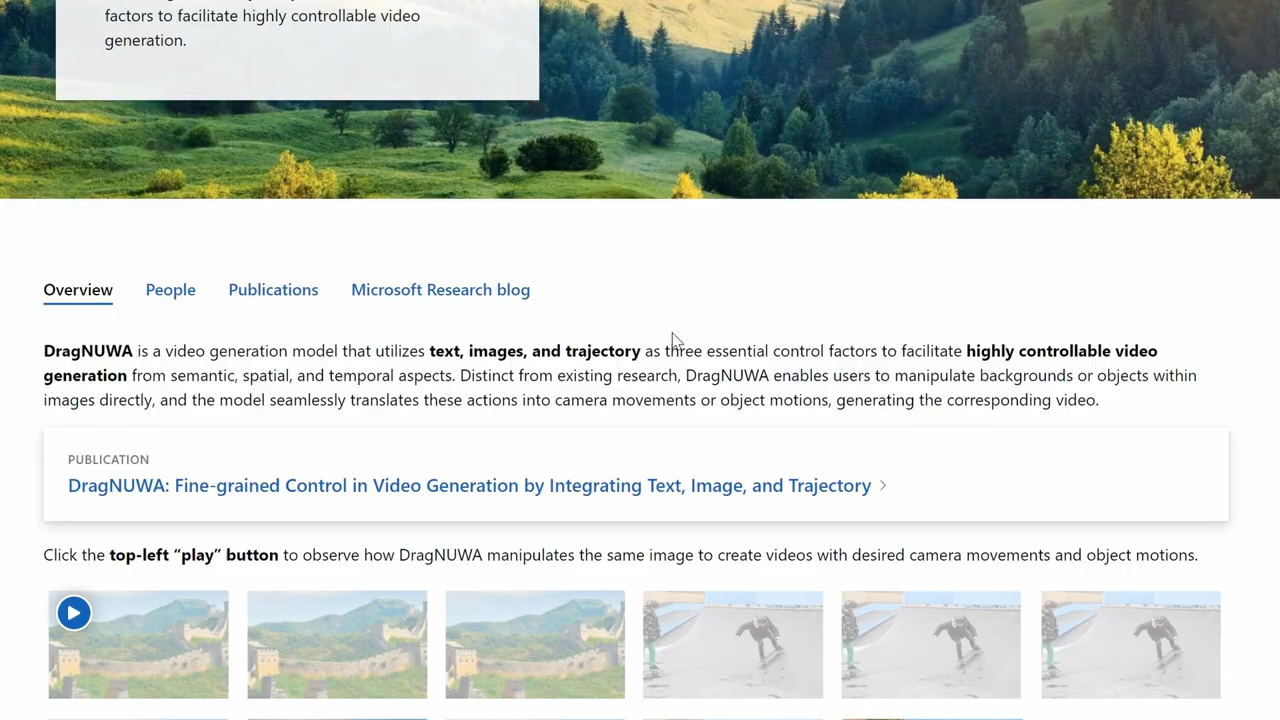 factors to facilitate highly controllable video
generation.
Overview
People
Publications
Microsoft Research blog
DragNUWA is a video generation model that utilizes text, images, and trajectory as three essential control factors to facilitate highly controllable video
generation from semantic, spatial, and temporal aspects. Distinct from existing research, DragNUWA enables users to manipulate backgrounds or objects within
images directly, and the model seamlessly translates these actions into camera movements or object motions, generating the corresponding video.
PUBLICATION
DragNUWA: Fine-grained Control in Video Generation by Integrating Text, Image, and Trajectory
Click the top-left “play” button to observe how DragNUWA manipulates the same image to create videos with desired camera movements and object motions.